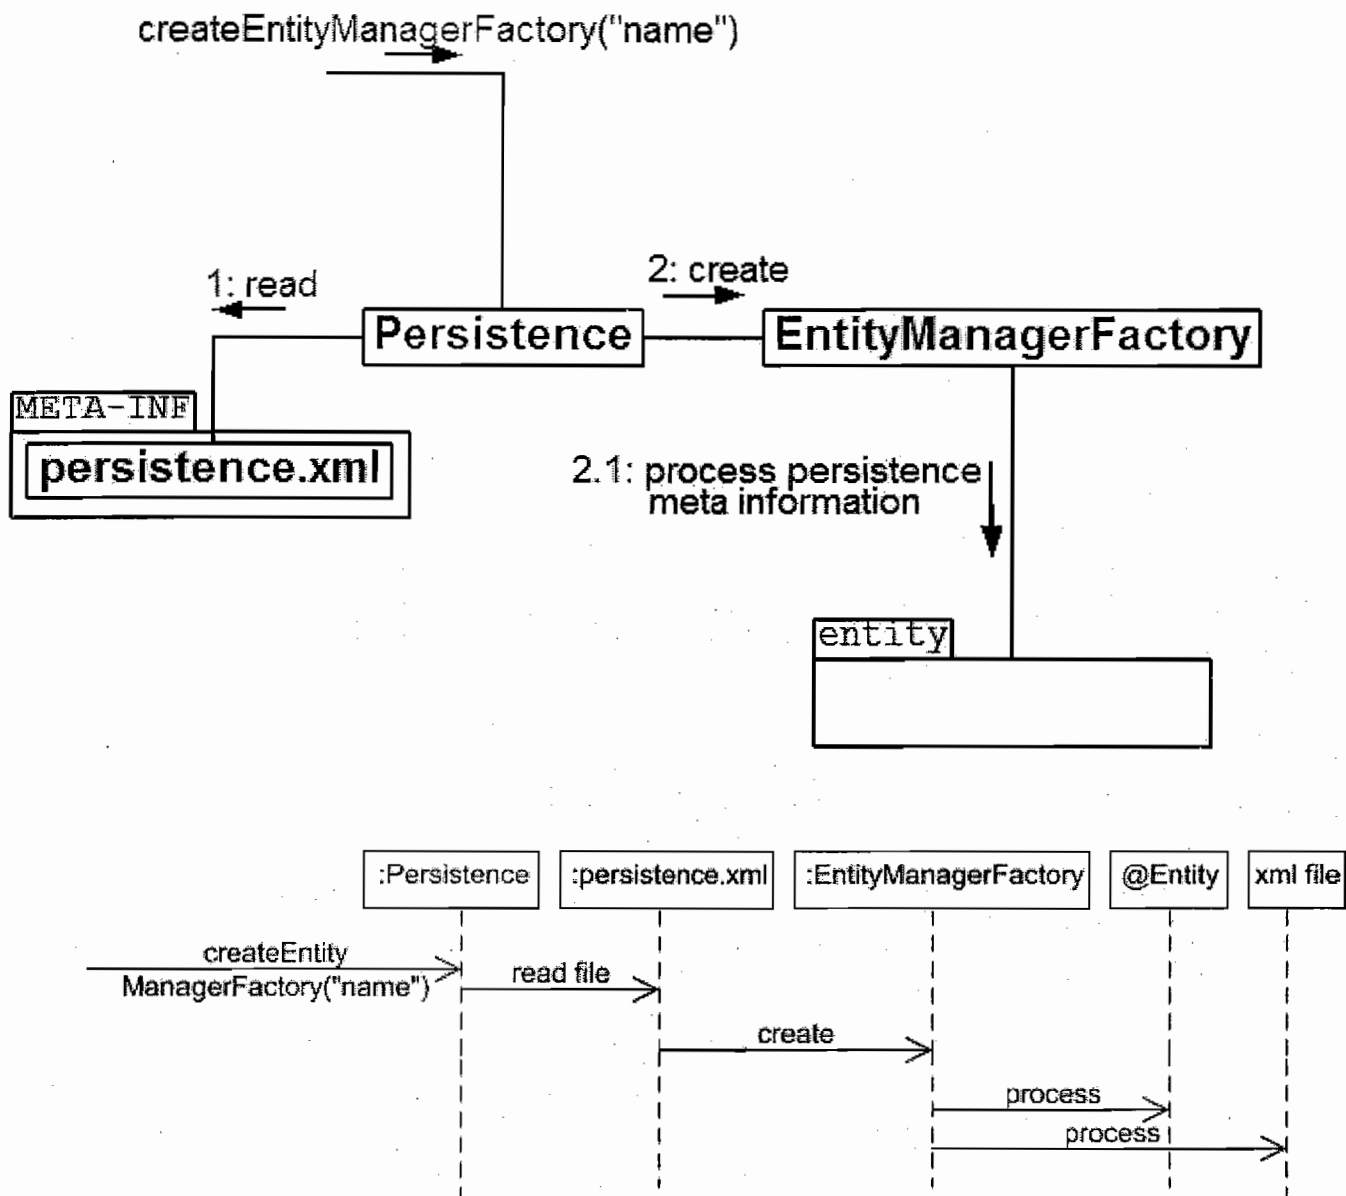 createEntityManagerFactory("name")
1: read
2: create
Persistence
EntityManagerFactory
META-INF
persistence.xml
2.1: process persistence
meta information
entity
:Persistence
:persistence.xml
:EntityManagerFactory
@Entity
xml file
createEntity
ManagerFactory("name")
read file
create
process
process